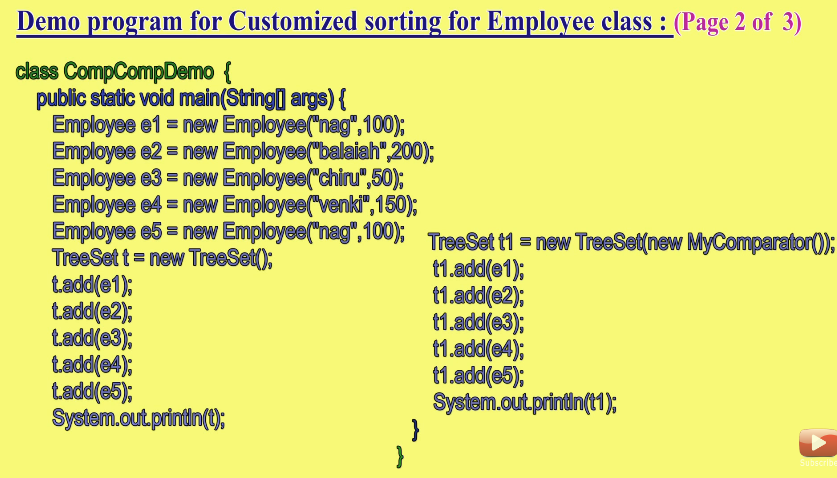 Demo program for Customized sorting for Employee class : (Page 2 of 3)
class CompCompDemo {
public static void main(String[] args) {
Employee e1 = new Employee("nag",100);
Employee e2 = new Employee("balaiah",200);
Employee e3 = new Employee("chiru",50);
Employee e4 = new Employee("venki",150);
Employee e5 = new Employee("nag",100);
TreeSet t = new TreeSet();
t.add(e1);
t.add(e2);
t.add(e3);
t.add(e4);
t.add(e5);
System.out.println(t);
TreeSet t1 = new TreeSet(new MyComparator());
t1.add(e1);
t1.add(e2);
t1.add(e3);
t1.add(e4);
t1.add(e5);
System.out.println(t1);
}
}